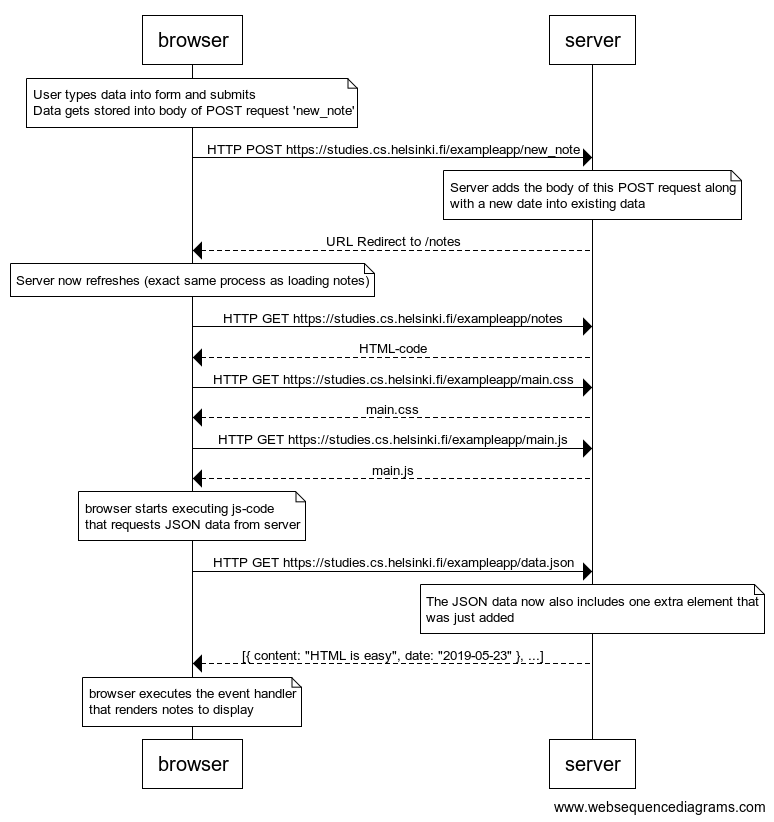 browser
server
User types data into form and submits
Data gets stored into body of POST request 'new_note'
HTTP POST https://studies.cs.helsinki.fi/exampleapp/new_note
Server adds the body of this POST request along
with a new date into existing data
URL Redirect to /notes
Server now refreshes (exact same process as loading notes)
HTTP GET https://studies.cs.helsinki.fi/exampleapp/notes
HTML-code
HTTP GET https://studies.cs.helsinki.fi/exampleapp/main.css
main.css
HTTP GET https://studies.cs.helsinki.fi/exampleapp/main.js
main.js
browser starts executing js-code
that requests JSON data from server
HTTP GET https://studies.cs.helsinki.fi/exampleapp/data.json
The JSON data now also includes one extra element that
was just added
[{ content: "HTML is easy", date: "2019-05-23" }, ...]
browser executes the event handler
that renders notes to display
browser
server
www.websequencediagrams.com